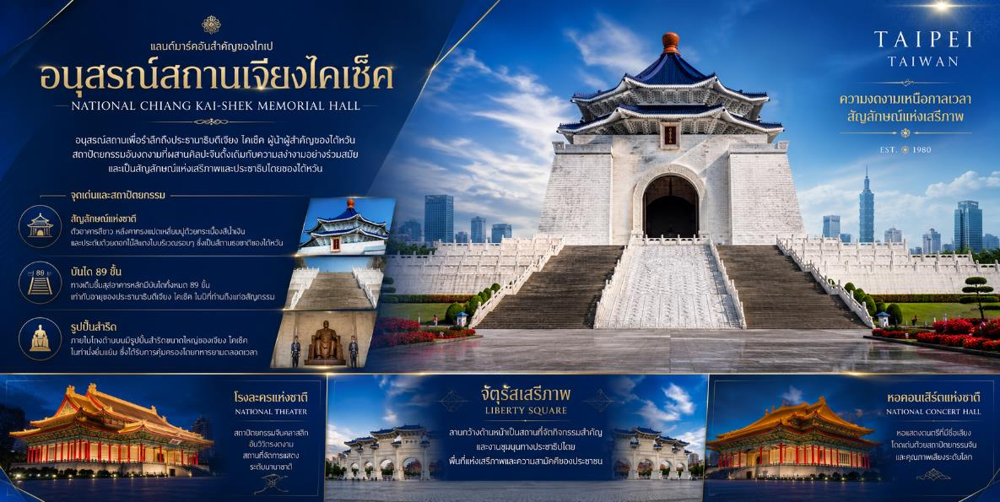 แลนด์มาร์คอันสำคัญของไทเป
อนุสรณ์สถานเจียงไคเช็ค
NATIONAL CHIANG KAI-SHEK MEMORIAL HALL
อนุสรณ์สถานเพื่อรำลึกถึงประธานาธิบดีเจียง ไคเช็ค ผู้นำผู้สำคัญของไต้หวัน
สถาปัตยกรรมอันงดงามที่ผสานศิลปะจีนดั้งเดิมกับความสง่างามอย่างร่วมสมัย
และเป็นสัญลักษณ์แห่งเสรีภาพและประชาธิปไตยของไต้หวัน
จุดเด่นและสถาปัตยกรรม
สัญลักษณ์แห่งชาติ
ตัวอาคารสีขาว หลังคาทรงแปดเหลี่ยมปูด้วยกระเบื้องสีน้ำเงิน
และประดับด้วยดอกไม้สีแดงในบริเวณรอบๆ ซึ่งเป็นสีตามธงชาติของไต้หวัน
89
บันได 89 ขั้น
ทางเดินขึ้นสู่อาคารหลักมีบันไดทั้งหมด 89 ขั้น
เท่ากับอายุของประธานาธิบดีเจียง ไคเช็ค ในปีที่ท่านถึงแก่อสัญกรรม
รูปปั้นสำริด
ภายในโถงด้านบนมีรูปปั้นสำริดขนาดใหญ่ของเจียง ไคเช็ค
ในท่านั่งยิ้มแย้ม ซึ่งได้รับการคุ้มครองโดยทหารยามตลอดเวลา
TAIPEI
TAIWAN
ความงดงามเหนือกาลเวลา
สัญลักษณ์แห่งเสรีภาพ
EST. 1980
โรงละครแห่งชาติ
NATIONAL THEATER
สถาปัตยกรรมจีนคลาสสิก
อันวิจิตรงดงาม
สถานที่จัดการแสดง
ระดับนานาชาติ
จัตุรัสเสรีภาพ
LIBERTY SQUARE
ลานกว้างด้านหน้าเป็นสถานที่จัดกิจกรรมสำคัญ
และงานชุมนุมทางประชาธิปไตย
พื้นที่แห่งเสรีภาพและความสามัคคีของประชาชน
หอคอนเสิร์ตแห่งชาติ
NATIONAL CONCERT HALL
หอแสดงดนตรีที่มีชื่อเสียง
โดดเด่นด้วยสถาปัตยกรรมจีน
และคุณภาพเสียงระดับโลก